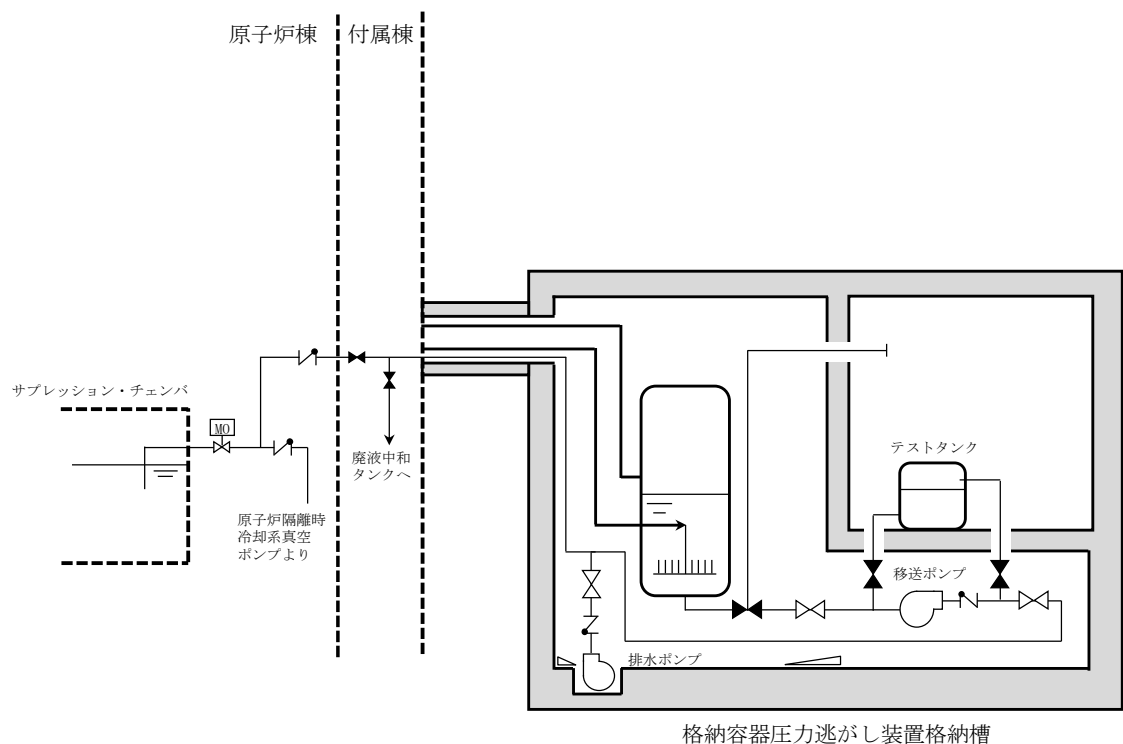 原子炉棟
付属棟
サプレッション・チェンバ
MO
廃液中和
タンクへ
原子炉隔離時
冷却系真空
ポンプより
テストタンク
移送ポンプ
排水ポンプ
格納容器圧力逃がし装置格納槽